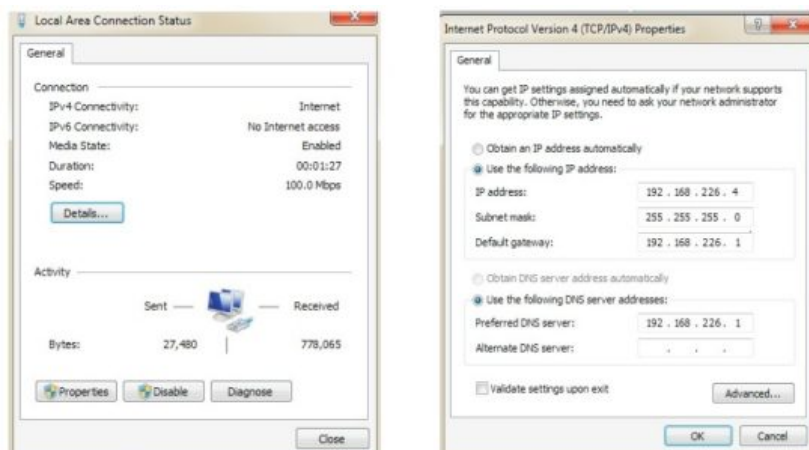 Local Area Connection Status
General
Connection
IPv4 Connectivity: Internet
IPv6 Connectivity: No Internet access
Media State: Enabled
Duration: 00:01:27
Speed: 100.0 Mbps
Details...
Activity
Sent Received
Bytes: 27,480 778,065
Properties Disable Diagnose
Close
Internet Protocol Version 4 (TCP/IPv4) Properties
General
You can get IP settings assigned automatically if your network supports
this capability. Otherwise, you need to ask your network administrator
for the appropriate IP settings.
Obtain an IP address automatically
Use the following IP address:
IP address: 192 . 168 . 226 . 4
Subnet mask: 255 . 255 . 255 . 0
Default gateway: 192 . 168 . 226 . 1
Obtain DNS server address automatically
Use the following DNS server addresses:
Preferred DNS server: 192 . 168 . 226 . 1
Alternate DNS server: . . .
Validate settings upon exit
Advanced...
OK Cancel